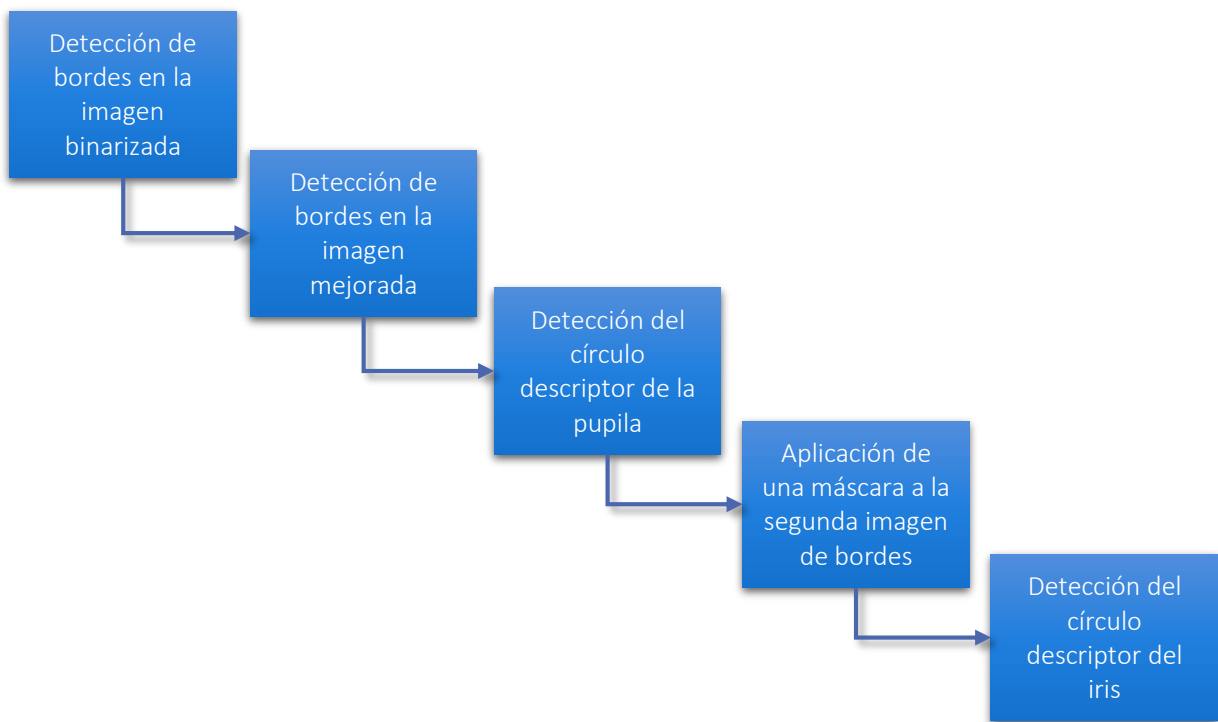 Detección de
bordes en la
imagen
binarizada
Detección de
bordes en la
imagen
mejorada
Detección del
círculo
descriptor de la
pupila
Aplicación de
una máscara a la
segunda imagen
de bordes
Detección del
círculo
descriptor del
iris